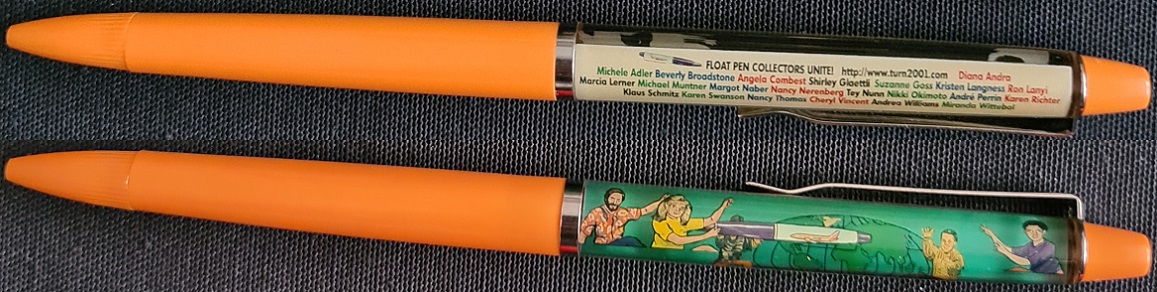 FLOAT PEN COLLECTORS UNITE! http://www.turn2001.com Diana Andra
Michele Adler Beverly Broadstone Angela Combest Shirley Gloetti Suzanne Goss Kristen Langness Ron Lanyi
Marcia Lerner Michael Muntner Margot Naber Nancy Nerenberg Tey Nunn Nikki Okimoto André Perrin Karen Richter
Klaus Schmitz Karen Swanson Nancy Thomas Cheryl Vincent Andrea Williams Miranda Wittebol